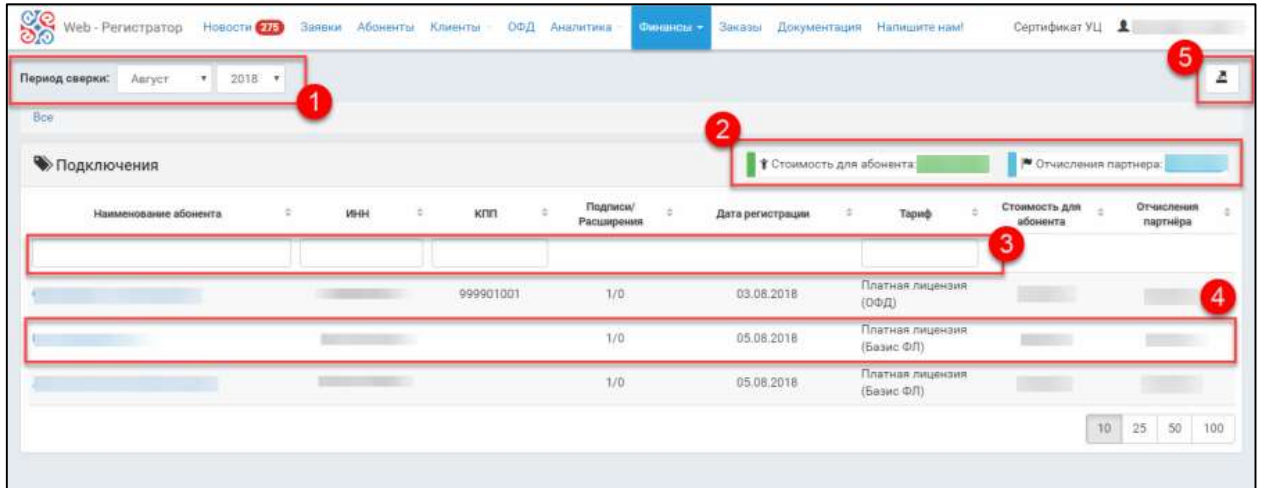 Web - Регистратор Новости 275 Заявки Абоненты Клиенты ОФД Аналитика Финансы Заказы Документация Напишите нам! Сертификат УЦ
5
Период сверки: Август 2018
1
Все
2
Подключения Стоимость для абонента: Отчисления партнера:
Наименование абонента ИНН КПП Подписи/ Дата регистрации Тариф Стоимость для Отчисления
Расширения абонента партнёра
3
999901001 1/0 03.08.2018 Платная лицензия
(ОФД)
4
1/0 05.08.2018 Платная лицензия
(Базис ФЛ)
1/0 05.08.2018 Платная лицензия
(Базис ФЛ)
10 25 50 100